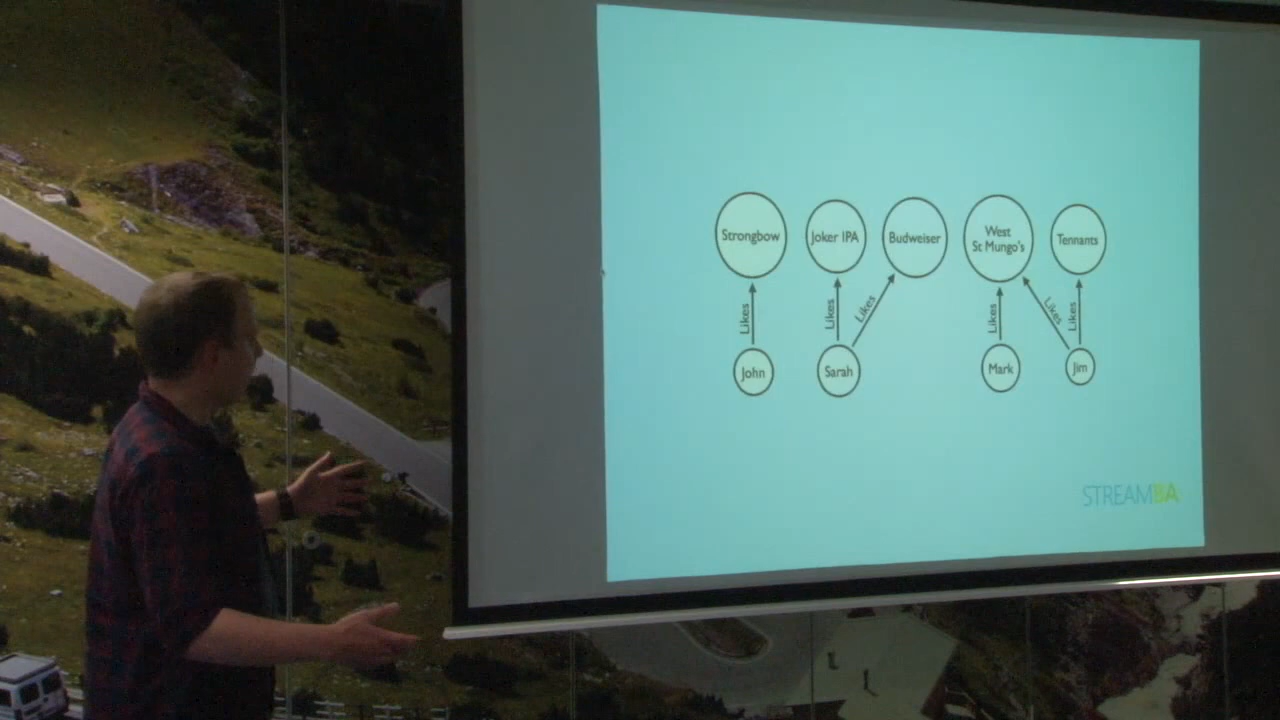 Strongbow
Joker IPA
Budweiser
West
St Mungo's
Tennants
Likes
Likes
Likes
Likes
Likes
Likes
John
Sarah
Mark
Jim
STREAMBA